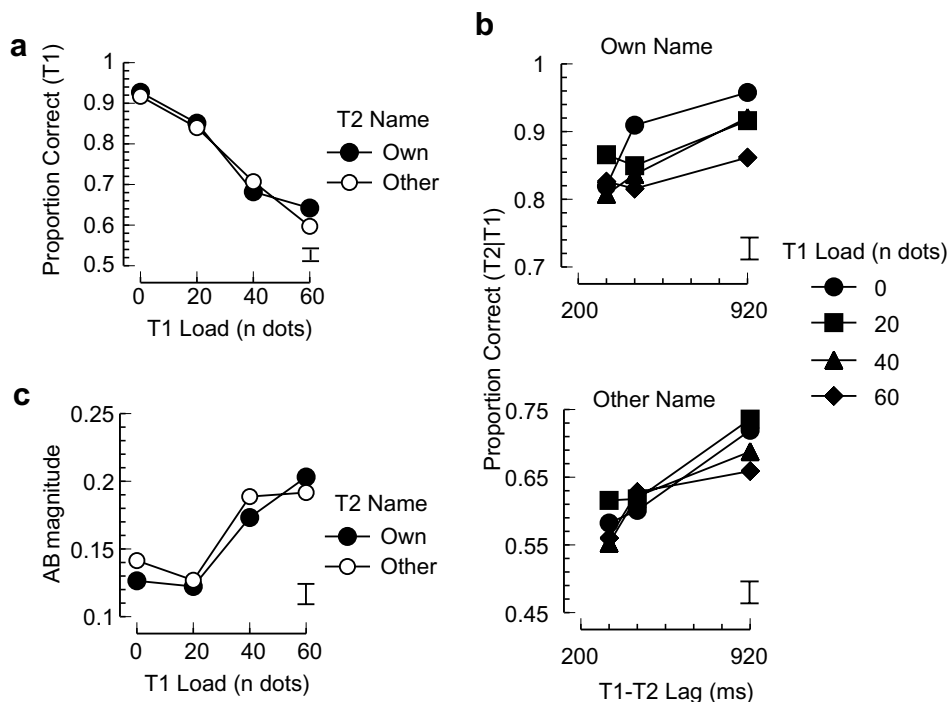 a
Proportion Correct (T1)
1
0.9
0.8
0.7
0.6
0.5
0
20
40
60
T1 Load (n dots)
T2 Name
Own
Other
b
Own Name
Proportion Correct (T2|T1)
1
0.9
0.8
0.7
200
920
T1 Load (n dots)
0
20
40
60
Other Name
0.75
0.65
0.55
0.45
200
920
T1-T2 Lag (ms)
c
AB magnitude
0.25
0.2
0.15
0.1
0
20
40
60
T1 Load (n dots)
T2 Name
Own
Other